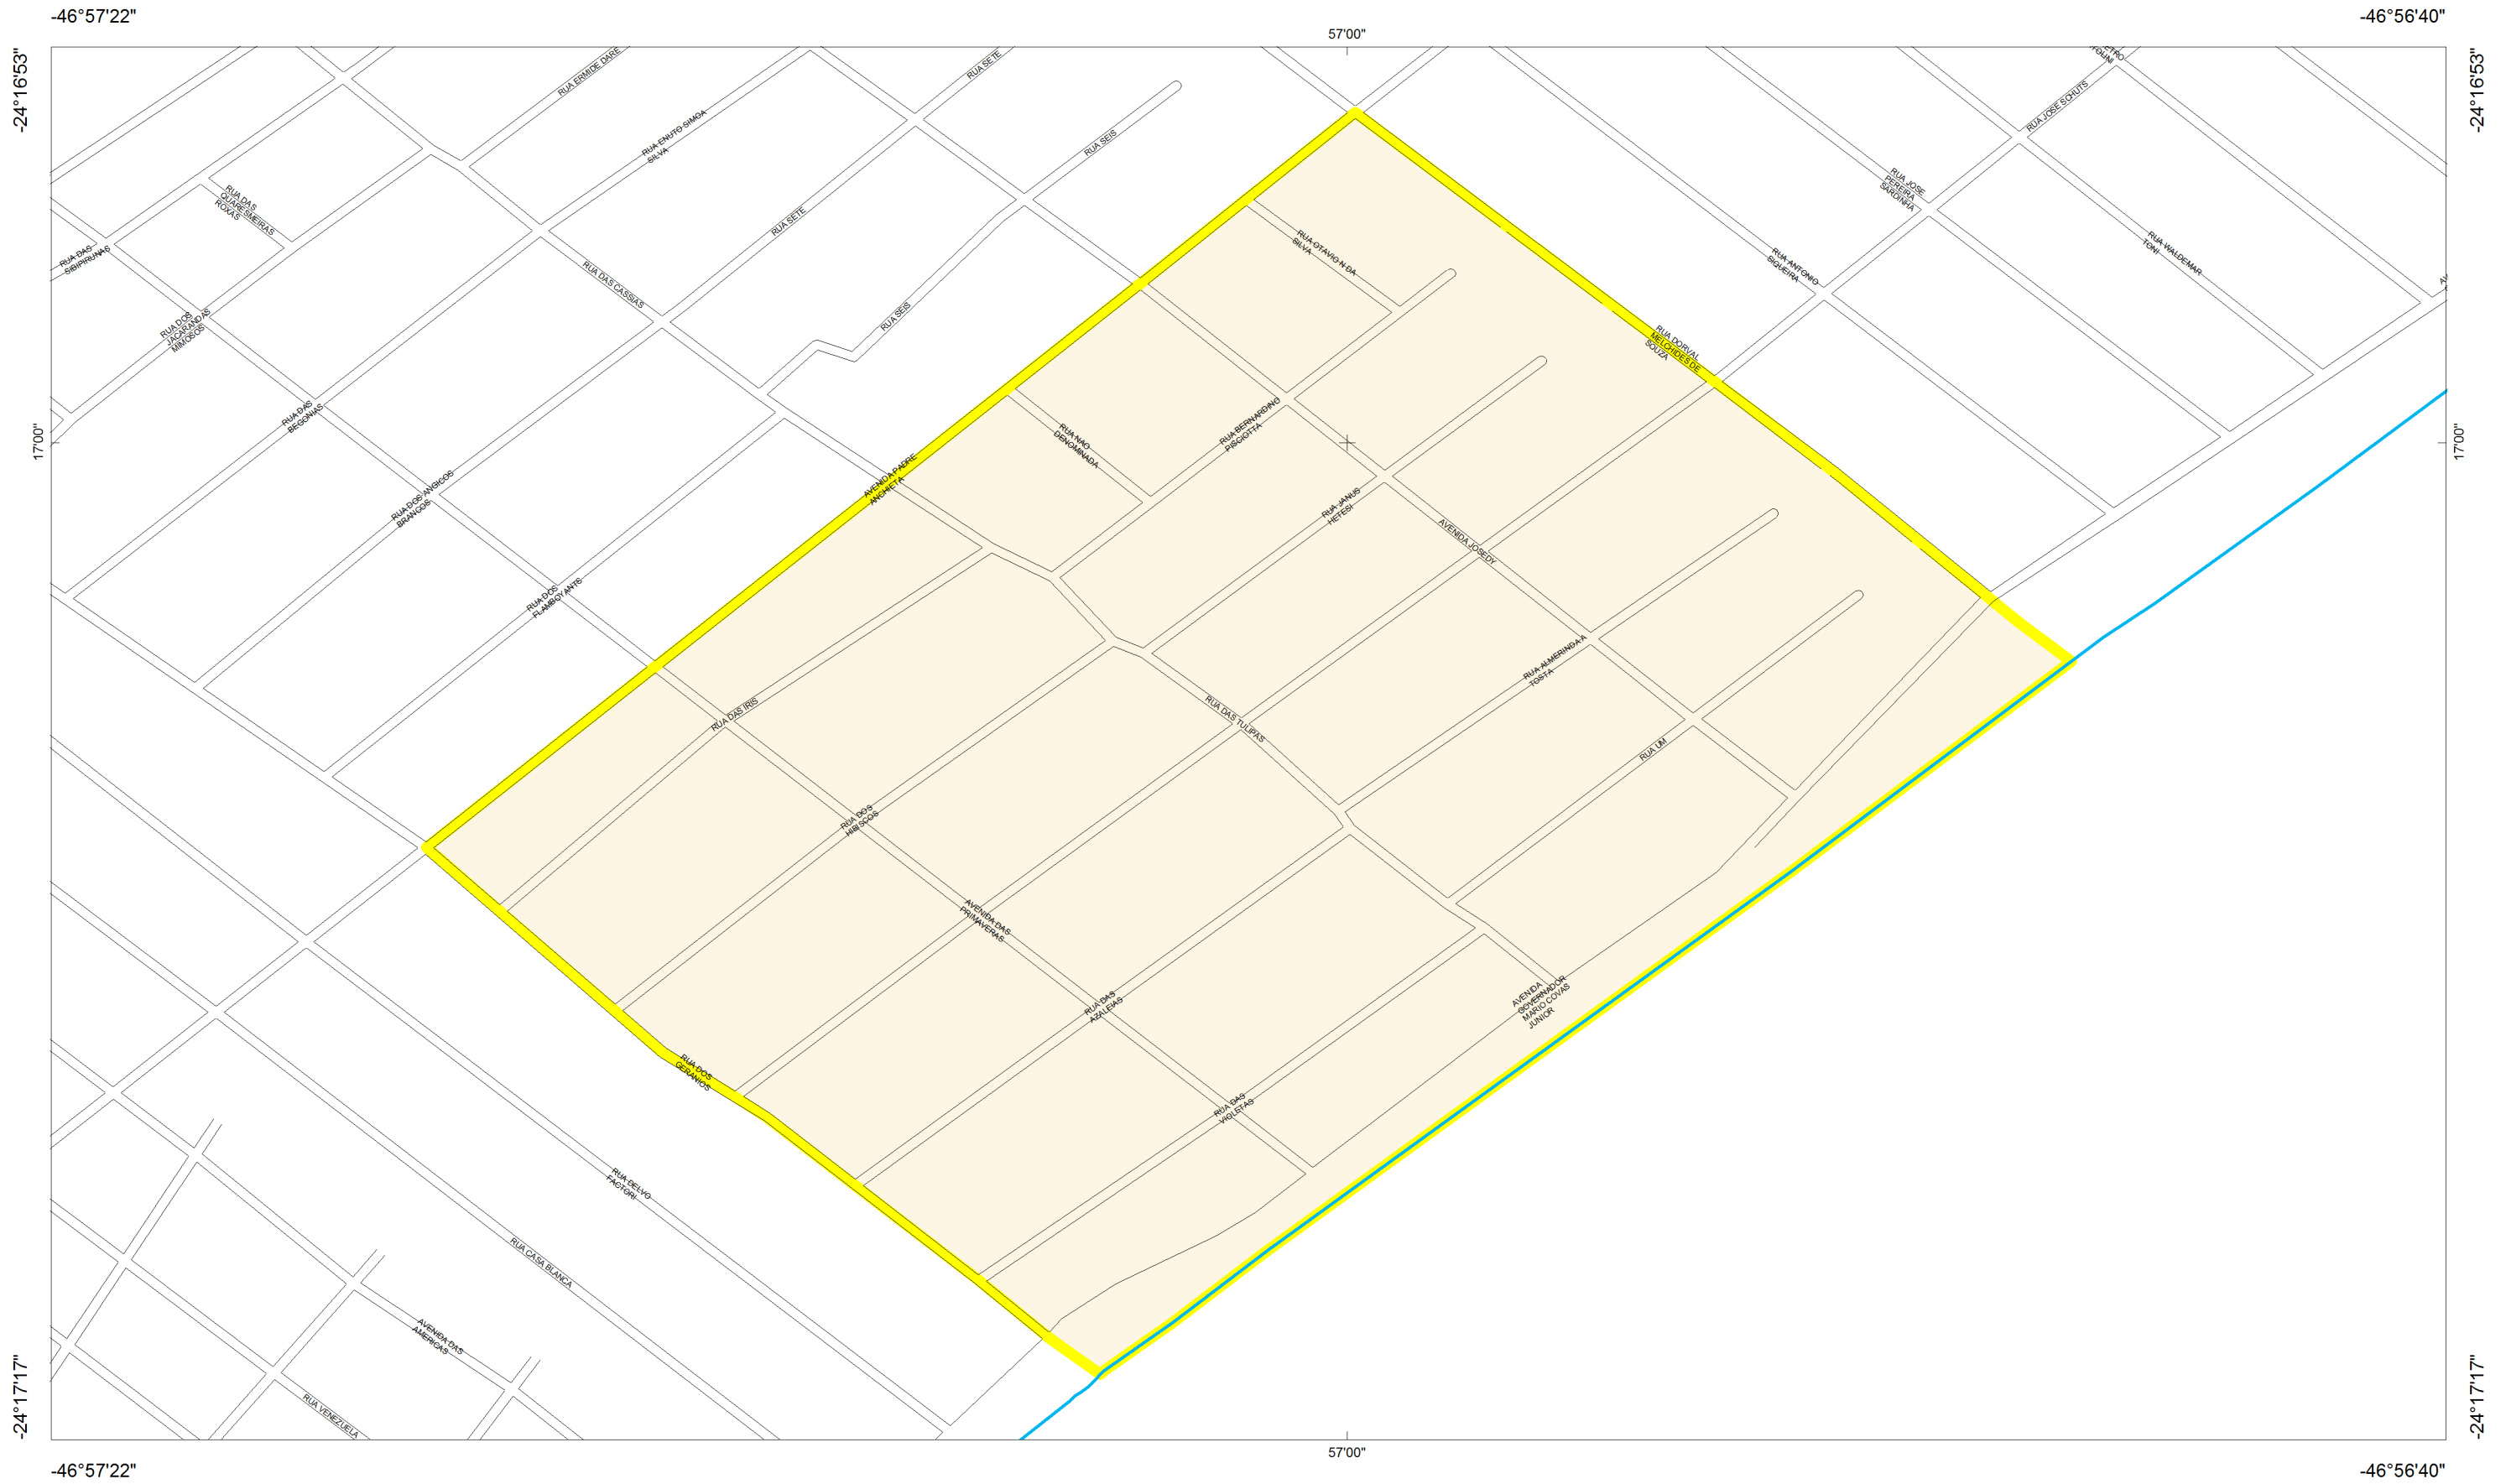 -46°57'22"
-46°56'40"
57'00"
-24°16'53"
-24°16'53"
RUA ERMIDE DARE
RUA SETE
RUA ENUTO SIMOA
SILVA
RUA SEIS
RUA JOSE SCHUTS
RUA DAS
QUARESMEIRAS
ROXAS
RUA SETE
RUA JOSE
PEREIRA
SARDINHA
RUA DAS
SIBIPIRUNAS
RUA OTAVIO N DA
SILVA
RUA DAS CASSIAS
RUA ANTONIO
SIQUEIRA
RUA WALDEMAR
TONI
RUA DOS
JACARANDAS
MIMOSOS
RUA SEIS
RUA DORVAL
MELCHIDES DE
SOUZA
RUA DAS
BEGONIAS
RUA NAO
DENOMINADA
RUA BERNARDINO
PISCIOTTA
17'00"
17'00"
AVENIDA PADRE
ANCHIETA
RUA DOS ANGICOS
BRANCOS
RUA JANUS
HETESI
AVENIDA JOSEDY
RUA DOS
FLAMBOYANTS
RUA ALMERINDA A
TOSTA
RUA DAS IRIS
RUA DAS TULIPAS
RUA UM
RUA DOS
HIBISCOS
AVENIDA DAS
PRIMAVERAS
RUA DAS
AZALEIAS
AVENIDA
GOVERNADOR
MARIO COVAS
JUNIOR
RUA DOS
GERANIOS
RUA DAS
VIOLETAS
RUA DELVO
FACTORI
RUA CASA BLANCA
AVENIDA DAS
AMERICAS
RUA VENEZUELA
-24°17'17"
-24°17'17"
57'00"
-46°57'22"
-46°56'40"